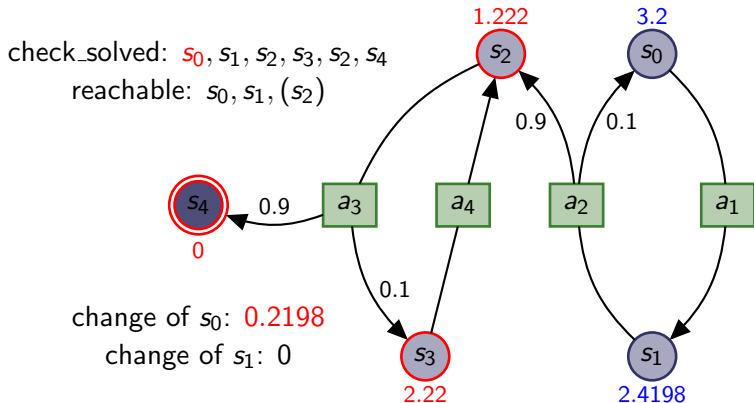 1.222
3.2
check_solved: s₀, s₁, s₂, s₃, s₂, s₄
s₂
s₀
reachable: s₀, s₁, (s₂)
0.9
0.1
s₄
0.9
a₃
a₄
a₂
a₁
0
0.1
change of s₀: 0.2198
change of s₁: 0
s₃
s₁
2.22
2.4198